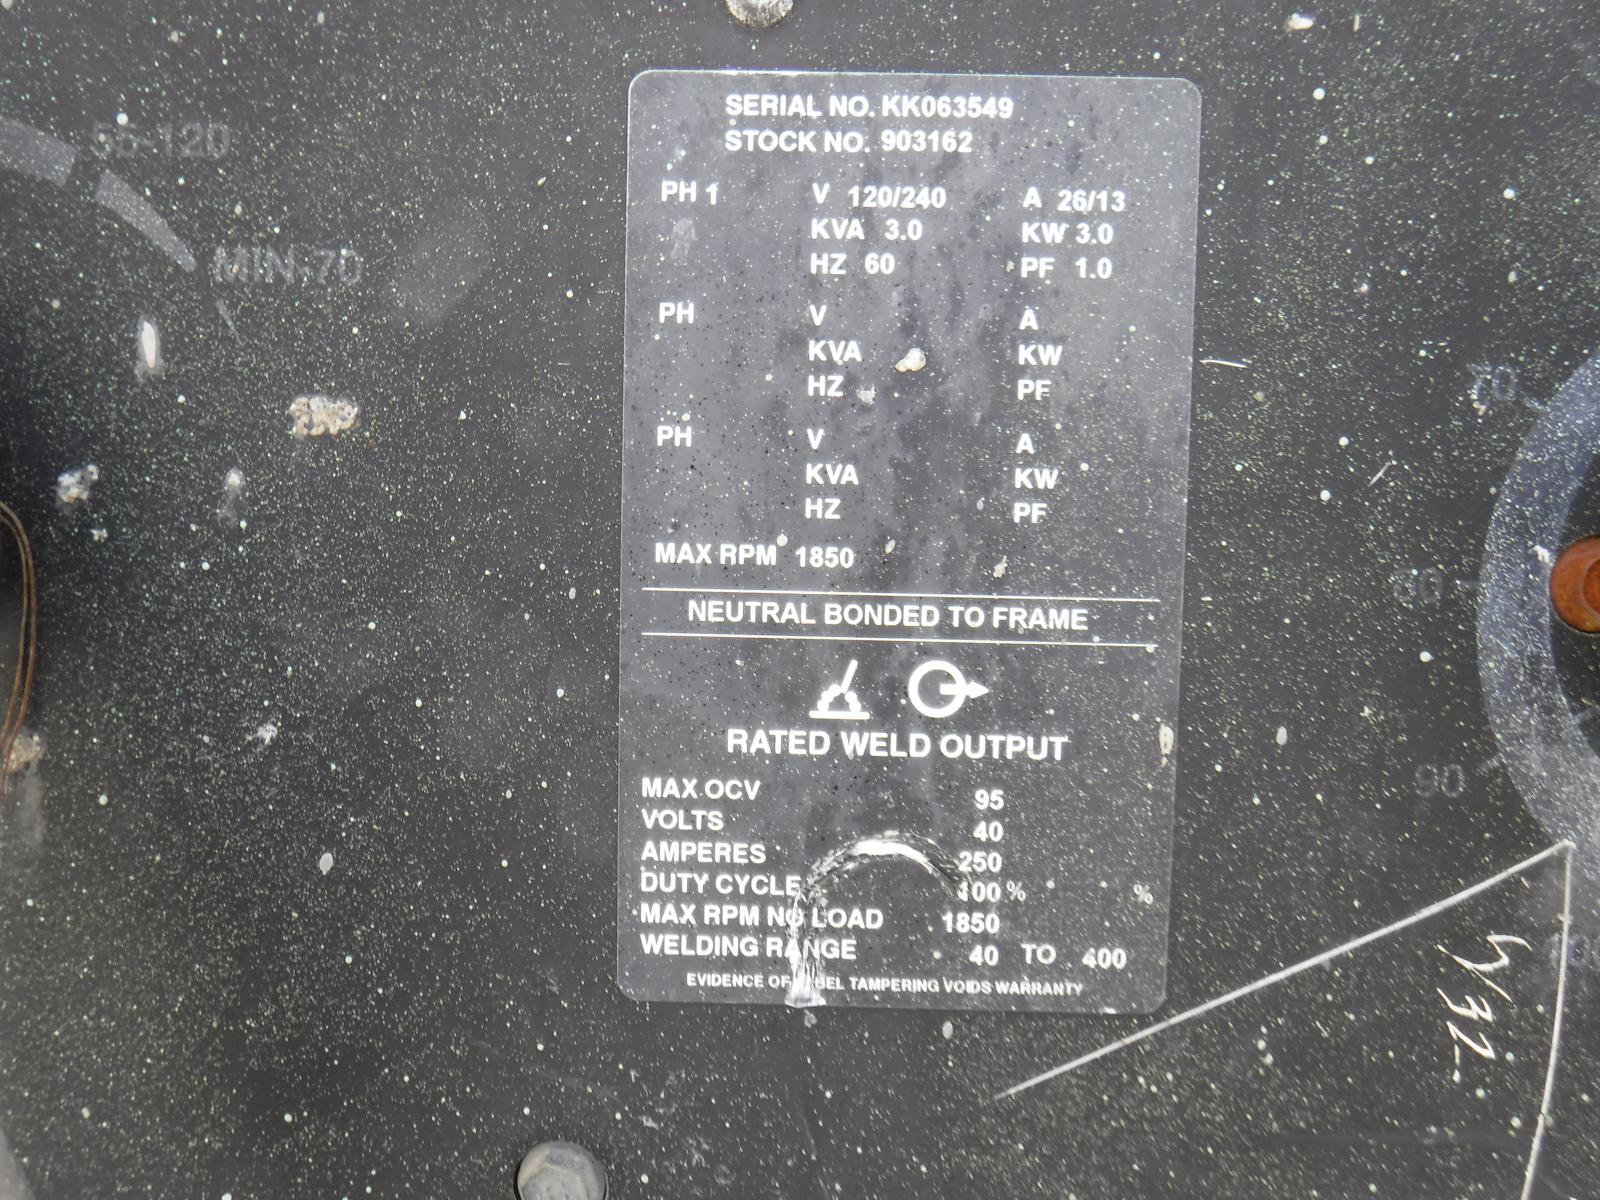 55-120
MIN-70
SERIAL NO. KK063549
STOCK NO. 903162
PH 1 V 120/240 A 26/13
KVA 3.0 KW 3.0
HZ 60 PF 1.0
PH V A
KVA KW
HZ PF
PH V A
KVA KW
HZ PF
MAX RPM 1850
NEUTRAL BONDED TO FRAME
RATED WELD OUTPUT
MAX OCV 95
VOLTS 40
AMPERES 250
DUTY CYCLE 100 % %
MAX RPM NO LOAD 1850
WELDING RANGE 40 TO 400
EVIDENCE OF LABEL TAMPERING VOIDS WARRANTY
70
80
90